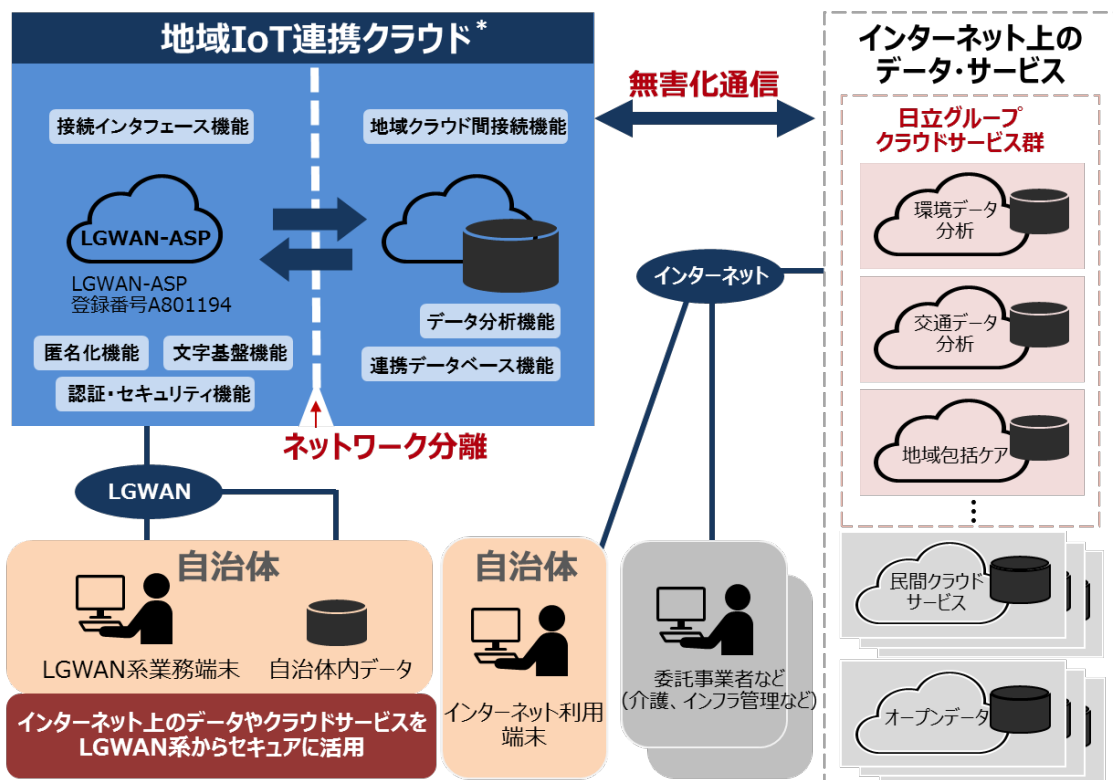 地域IoT連携クラウド*
接続インタフェース機能
地域クラウド間接続機能
LGWAN-ASP
LGWAN-ASP
登録番号A801194
データ分析機能
匿名化機能
文字基盤機能
連携データベース機能
認証・セキュリティ機能
ネットワーク分離
無害化通信
インターネット上の
データ・サービス
日立グループ
クラウドサービス群
環境データ
分析
交通データ
分析
地域包括ケア
⋮
民間クラウド
サービス
オープンデータ
インターネット
LGWAN
自治体
LGWAN系業務端末
自治体内データ
インターネット上のデータやクラウドサービスを
LGWAN系からセキュアに活用
自治体
インターネット利用
端末
委託事業者など
(介護、インフラ管理など)